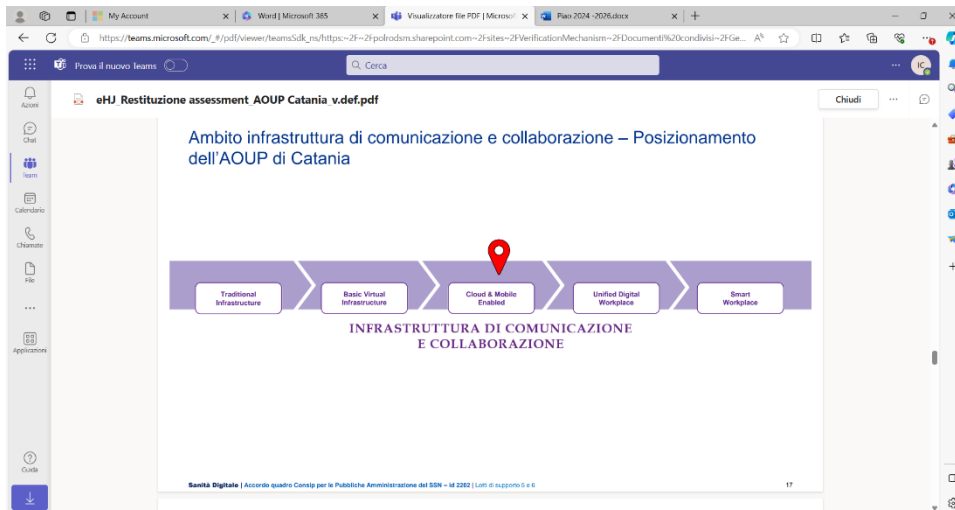 My Account
Word | Microsoft 365
Visualizzatore file PDF | Microsof
Piao 2024 -2026.docx
https://teams.microsoft.com/_#/pdf/viewer/teamsSdk_ns/https:~2F~2Fpolrodsm.sharepoint.com~2Fsites~2FVerificationMechanism~2FDocumenti%20condivisi~2FGe...
Prova il nuovo Teams
Cerca
IC
Azioni
Chat
Team
Calendario
Chiamate
File
Applicazioni
Guida
eHJ_Restituzione assessment_AOUP Catania_v.def.pdf
Chiudi
Ambito infrastruttura di comunicazione e collaborazione – Posizionamento
dell'AOUP di Catania
Traditional
Infrastructure
Basic Virtual
Infrastructure
Cloud & Mobile
Enabled
Unified Digital
Workplace
Smart
Workplace
INFRASTRUTTURA DI COMUNICAZIONE
E COLLABORAZIONE
Sanità Digitale | Accordo quadro Consip per le Pubbliche Amministrazione del SSN – id 2202 | Lotti di supporto 5 e 6
17